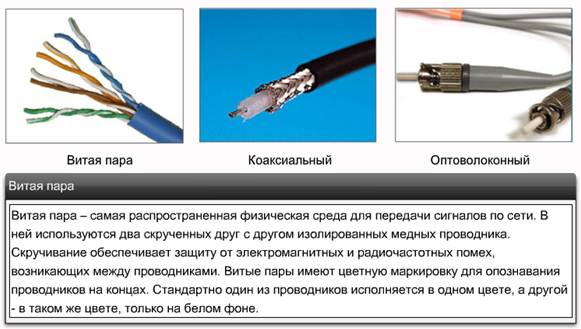 Витая пара
Коаксиальный
Оптоволоконный
Витая пара
Витая пара – самая распространенная физическая среда для передачи сигналов по сети. В
ней используются два скрученных друг с другом изолированных медных проводника.
Скручивание обеспечивает защиту от электромагнитных и радиочастотных помех,
возникающих между проводниками. Витые пары имеют цветную маркировку для опознавания
проводников на концах. Стандартно один из проводников исполняется в одном цвете, а другой
- в таком же цвете, только на белом фоне.